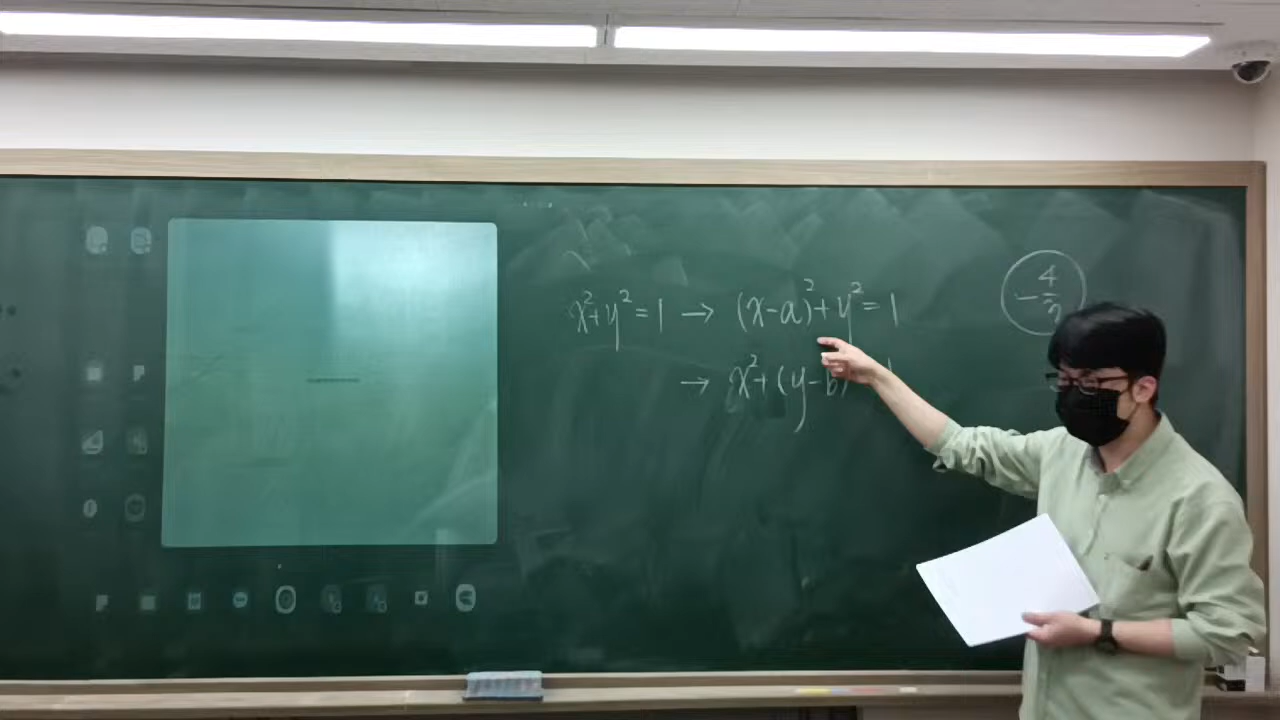 x²+y²=1 → (x-a)²+y²=1
→ x²+(y-b)
-4